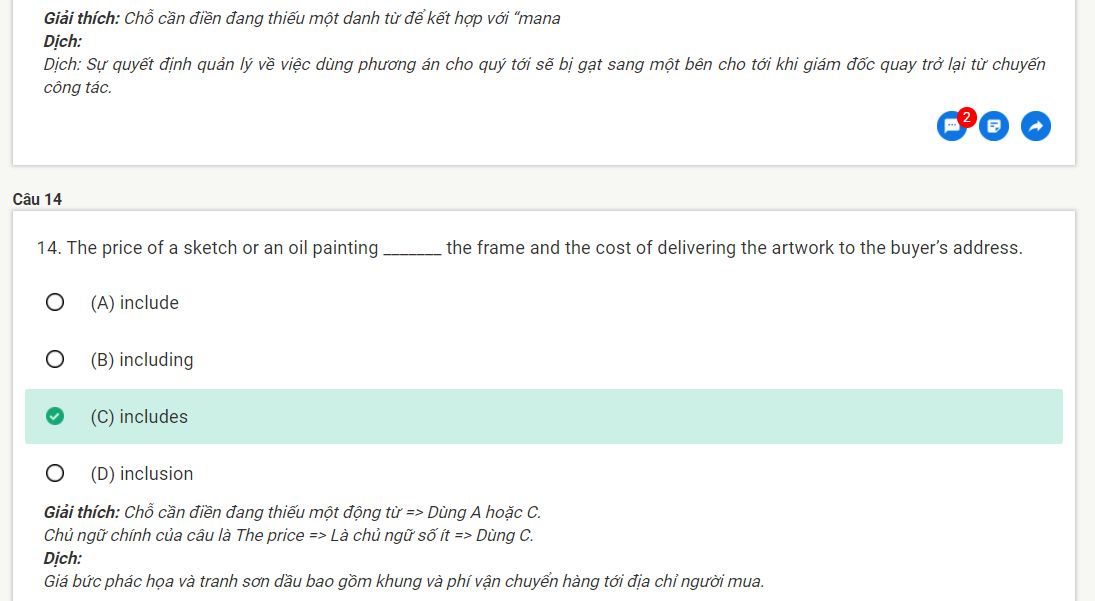 Giải thích: Chỗ cần điền đang thiếu một danh từ để kết hợp với “mana
Dịch:
Dịch: Sự quyết định quản lý về việc dùng phương án cho quý tới sẽ bị gạt sang một bên cho tới khi giám đốc quay trở lại từ chuyến
công tác.
2
Câu 14
14. The price of a sketch or an oil painting _______ the frame and the cost of delivering the artwork to the buyer’s address.
(A) include
(B) including
(C) includes
(D) inclusion
Giải thích: Chỗ cần điền đang thiếu một động từ => Dùng A hoặc C.
Chủ ngữ chính của câu là The price => Là chủ ngữ số ít => Dùng C.
Dịch:
Giá bức phác họa và tranh sơn dầu bao gồm khung và phí vận chuyển hàng tới địa chỉ người mua.